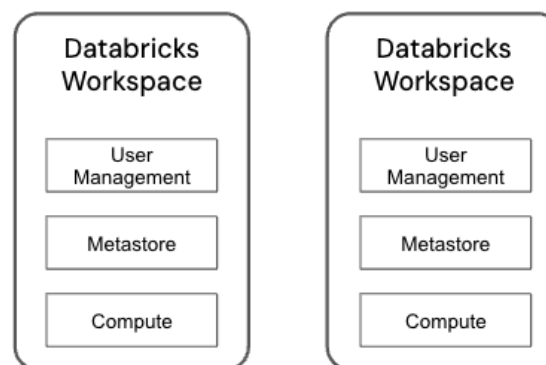 Databricks
Workspace
User
Management
Metastore
Compute
Databricks
Workspace
User
Management
Metastore
Compute